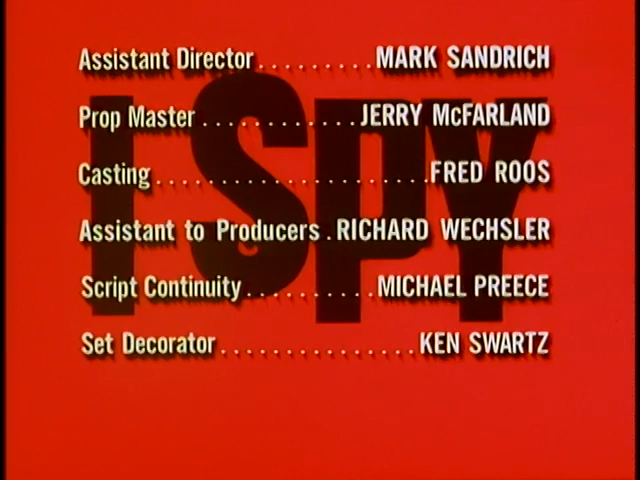 Assistant Director.........MARK SANDRICH
Prop Master............JERRY McFARLAND
Casting.....................FRED ROOS
Assistant to Producers.RICHARD WECHSLER
Script Continuity..........MICHAEL PREECE
Set Decorator...............KEN SWARTZ
I SPY